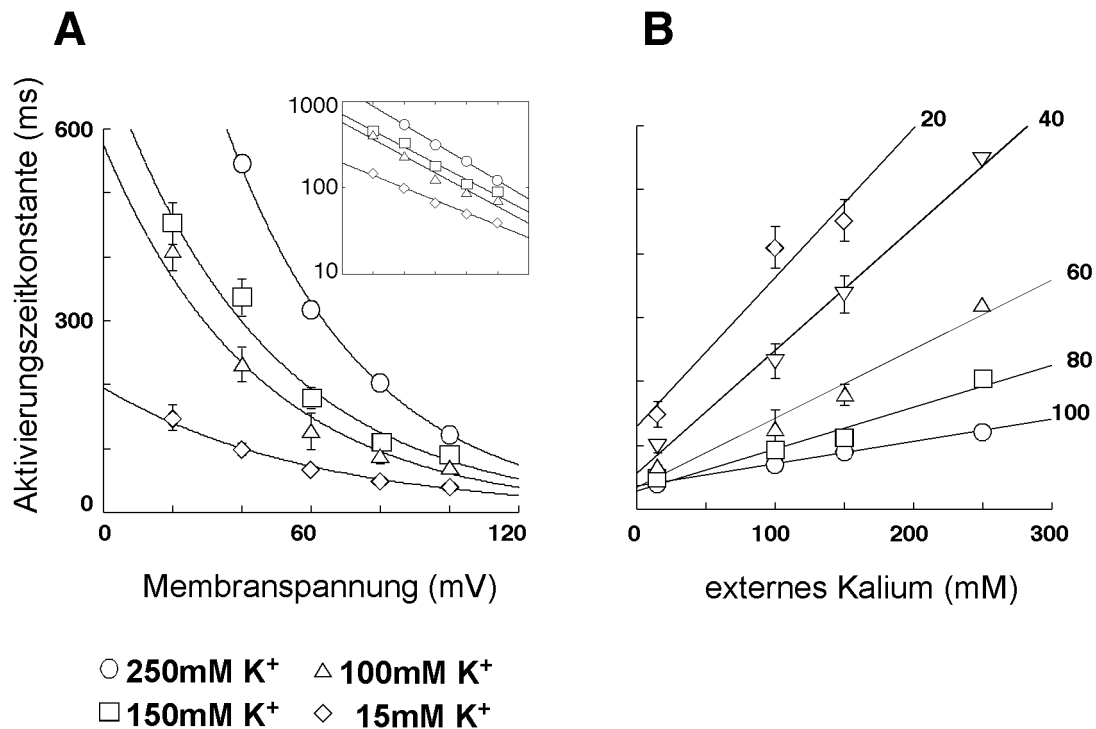 A
B
Aktivierungszeitkonstante (ms)
600
300
0
0
60
120
Membranspannung (mV)
1000
100
10
20
40
60
80
100
0
100
200
300
externes Kalium (mM)
250mM K⁺
100mM K⁺
150mM K⁺
15mM K⁺